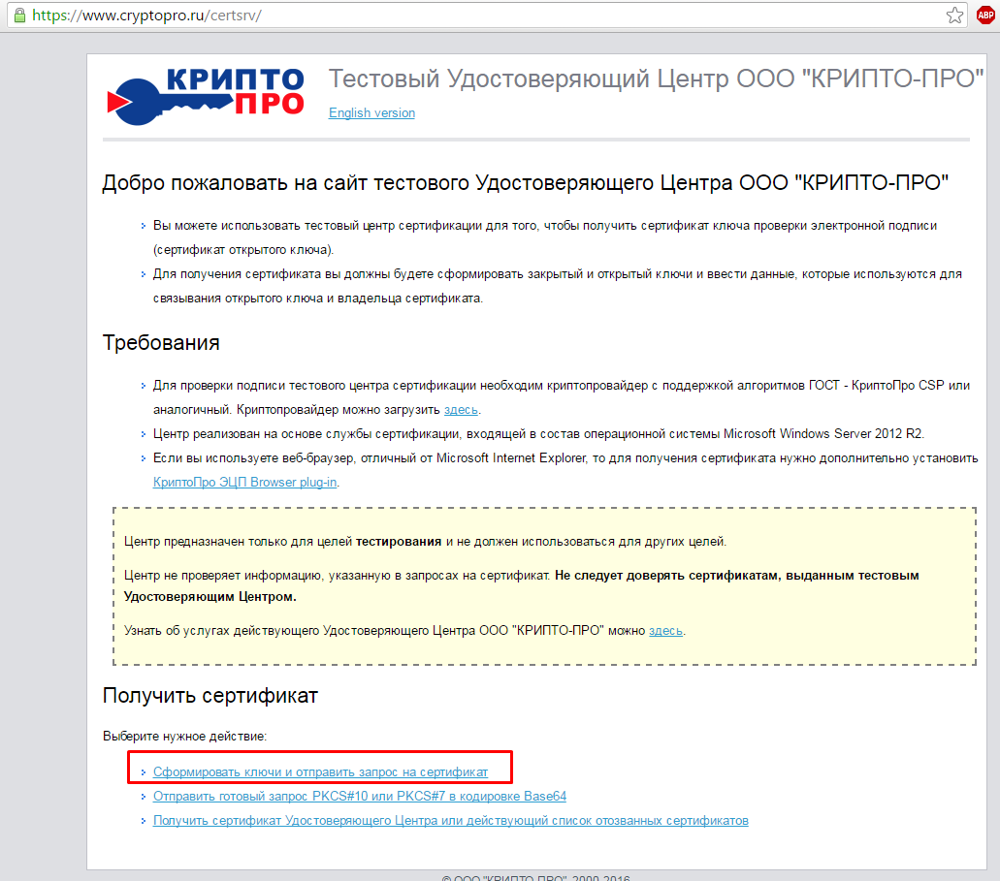 https://www.cryptopro.ru/certsrv/
ABP
КРИПТО
ПРО
Тестовый Удостоверяющий Центр ООО "КРИПТО-ПРО"
English version
Добро пожаловать на сайт тестового Удостоверяющего Центра ООО "КРИПТО-ПРО"
Вы можете использовать тестовый центр сертификации для того, чтобы получить сертификат ключа проверки электронной подписи
(сертификат открытого ключа).
Для получения сертификата вы должны будете сформировать закрытый и открытый ключи и ввести данные, которые используются для
связывания открытого ключа и владельца сертификата.
Требования
Для проверки подписи тестового центра сертификации необходим криптопровайдер с поддержкой алгоритмов ГОСТ - КриптоПро CSP или
аналогичный. Криптопровайдер можно загрузить здесь.
Центр реализован на основе службы сертификации, входящей в состав операционной системы Microsoft Windows Server 2012 R2.
Если вы используете веб-браузер, отличный от Microsoft Internet Explorer, то для получения сертификата нужно дополнительно установить
КриптоПро ЭЦП Browser plug-in.
Центр предназначен только для целей тестирования и не должен использоваться для других целей.
Центр не проверяет информацию, указанную в запросах на сертификат. Не следует доверять сертификатам, выданным тестовым
Удостоверяющим Центром.
Узнать об услугах действующего Удостоверяющего Центра ООО "КРИПТО-ПРО" можно здесь.
Получить сертификат
Выберите нужное действие:
Сформировать ключи и отправить запрос на сертификат
Отправить готовый запрос PKCS#10 или PKCS#7 в кодировке Base64
Получить сертификат Удостоверяющего Центра или действующий список отозванных сертификатов
© ООО "КРИПТО-ПРО", 2000-2016